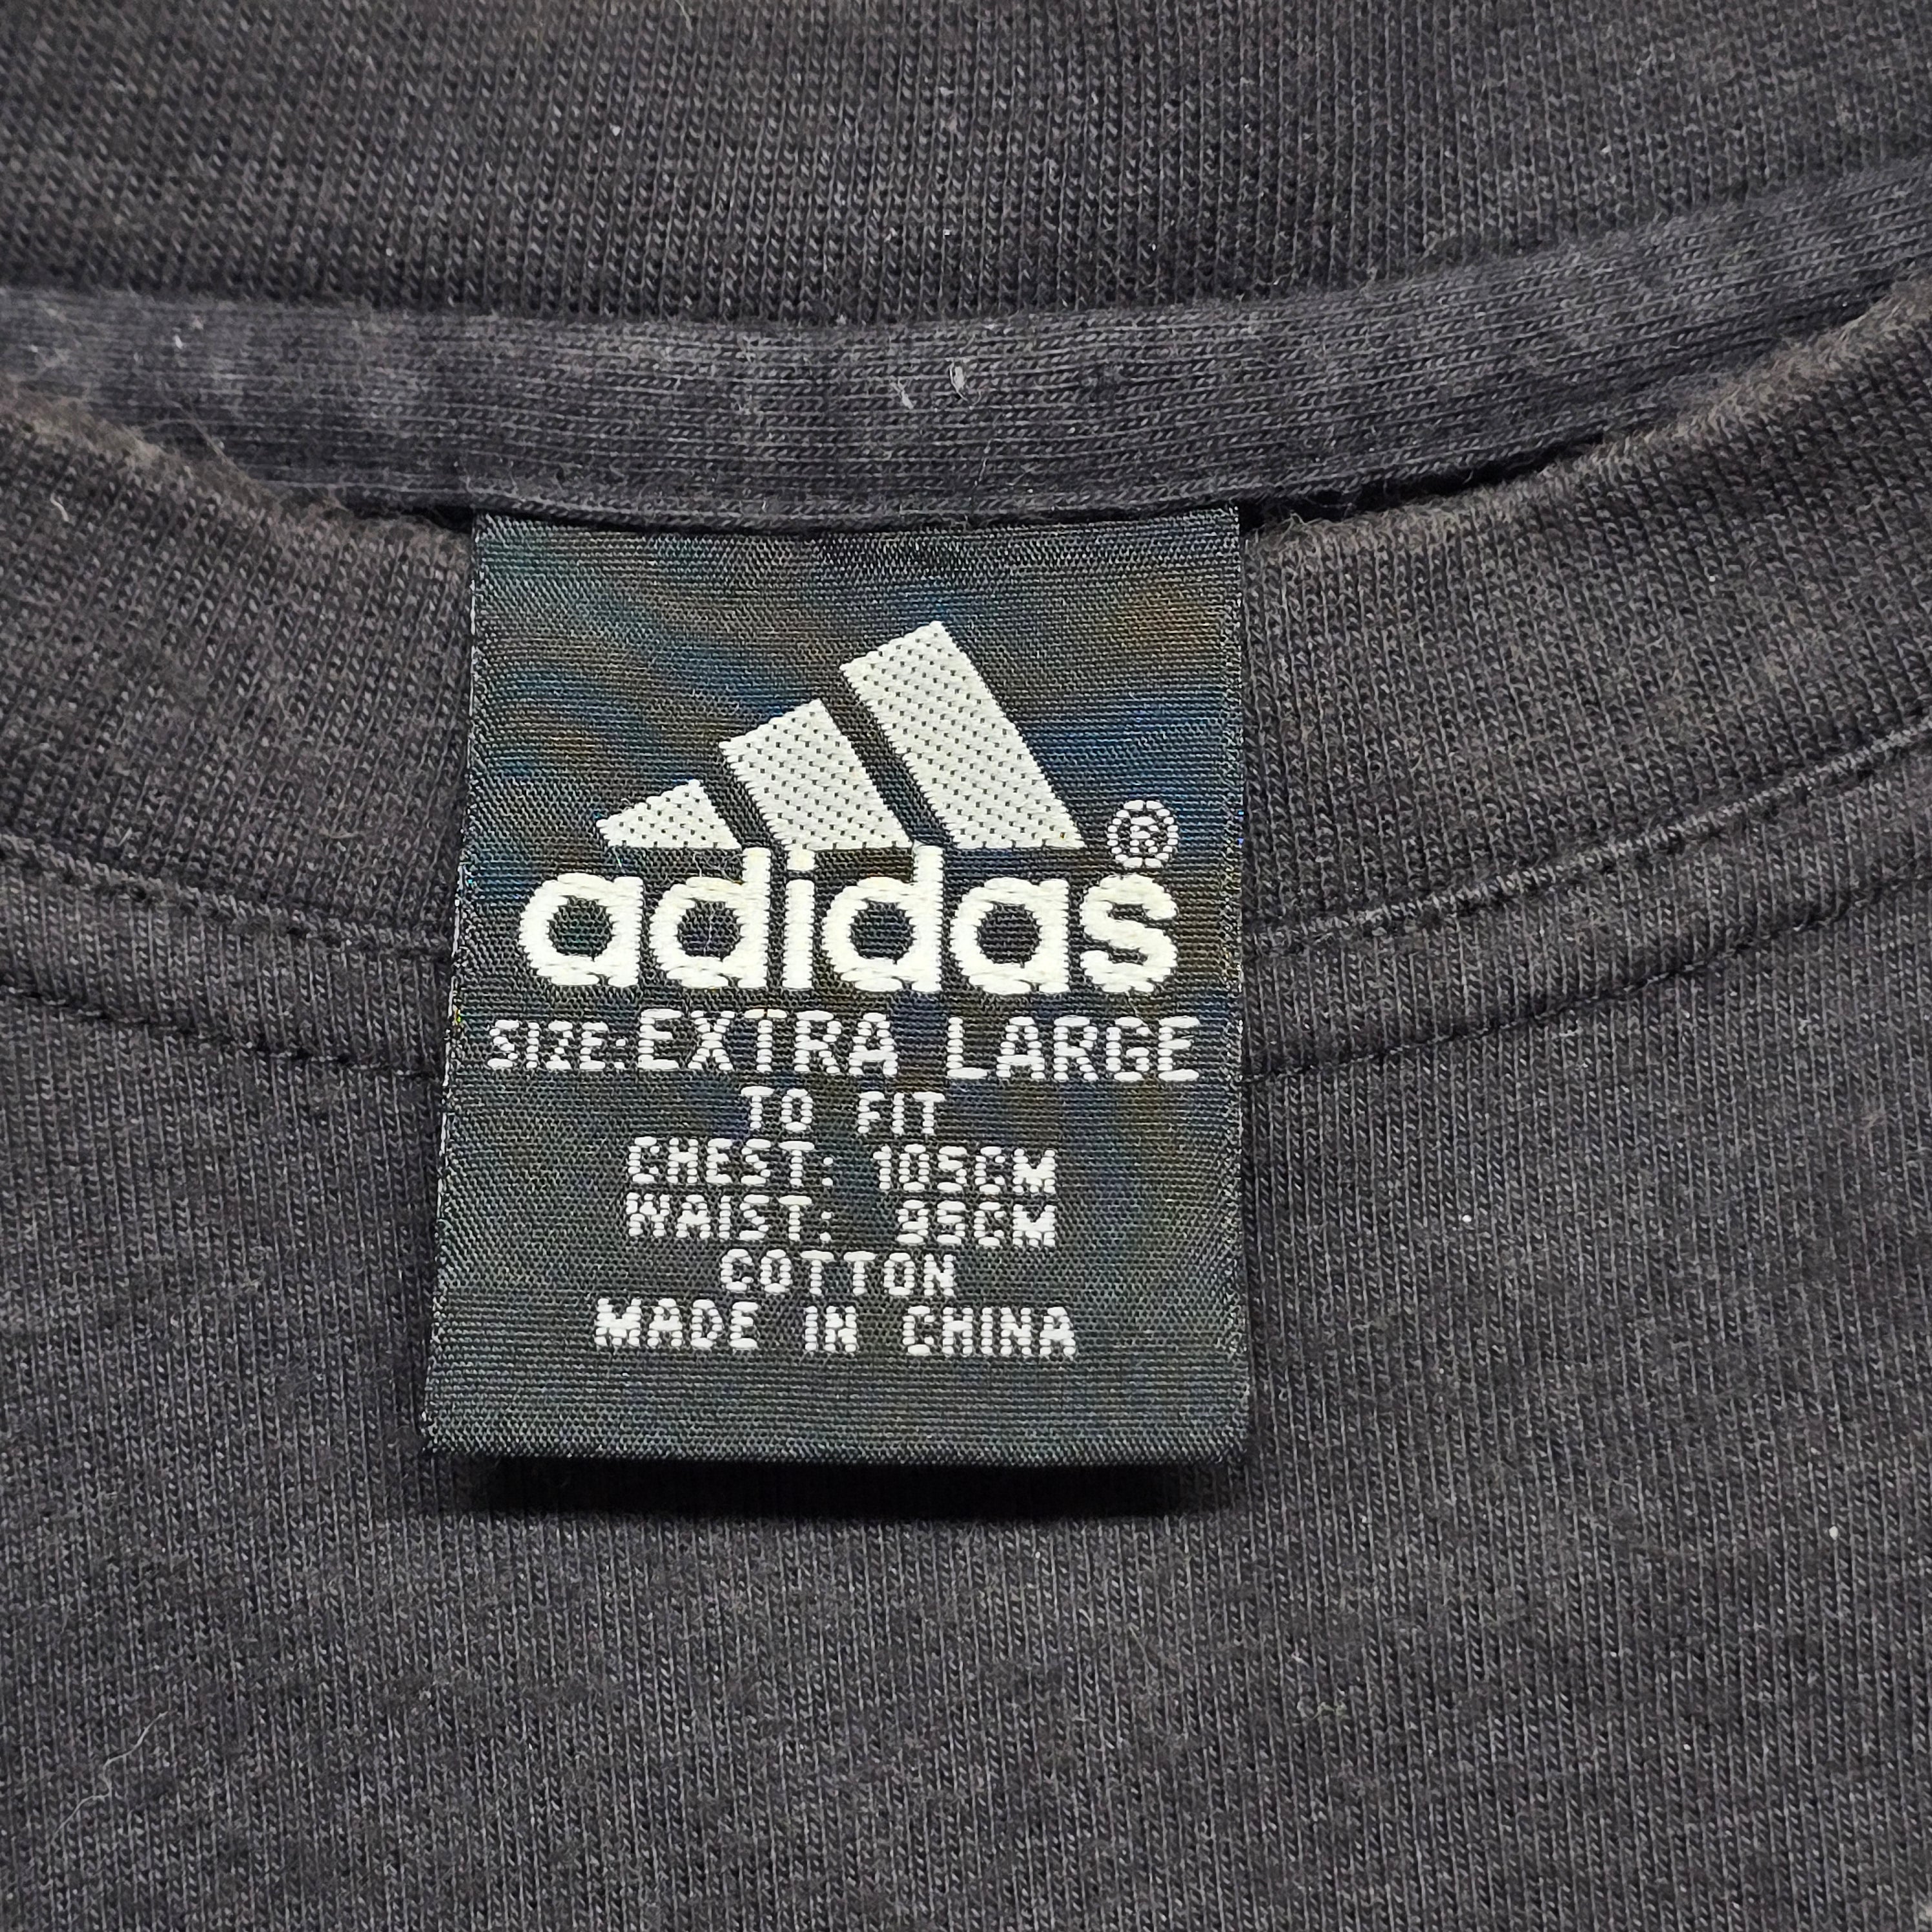 adidas®
SIZE:EXTRA LARGE
TO FIT
CHEST: 105CM
WAIST: 95CM
COTTON
MADE IN CHINA